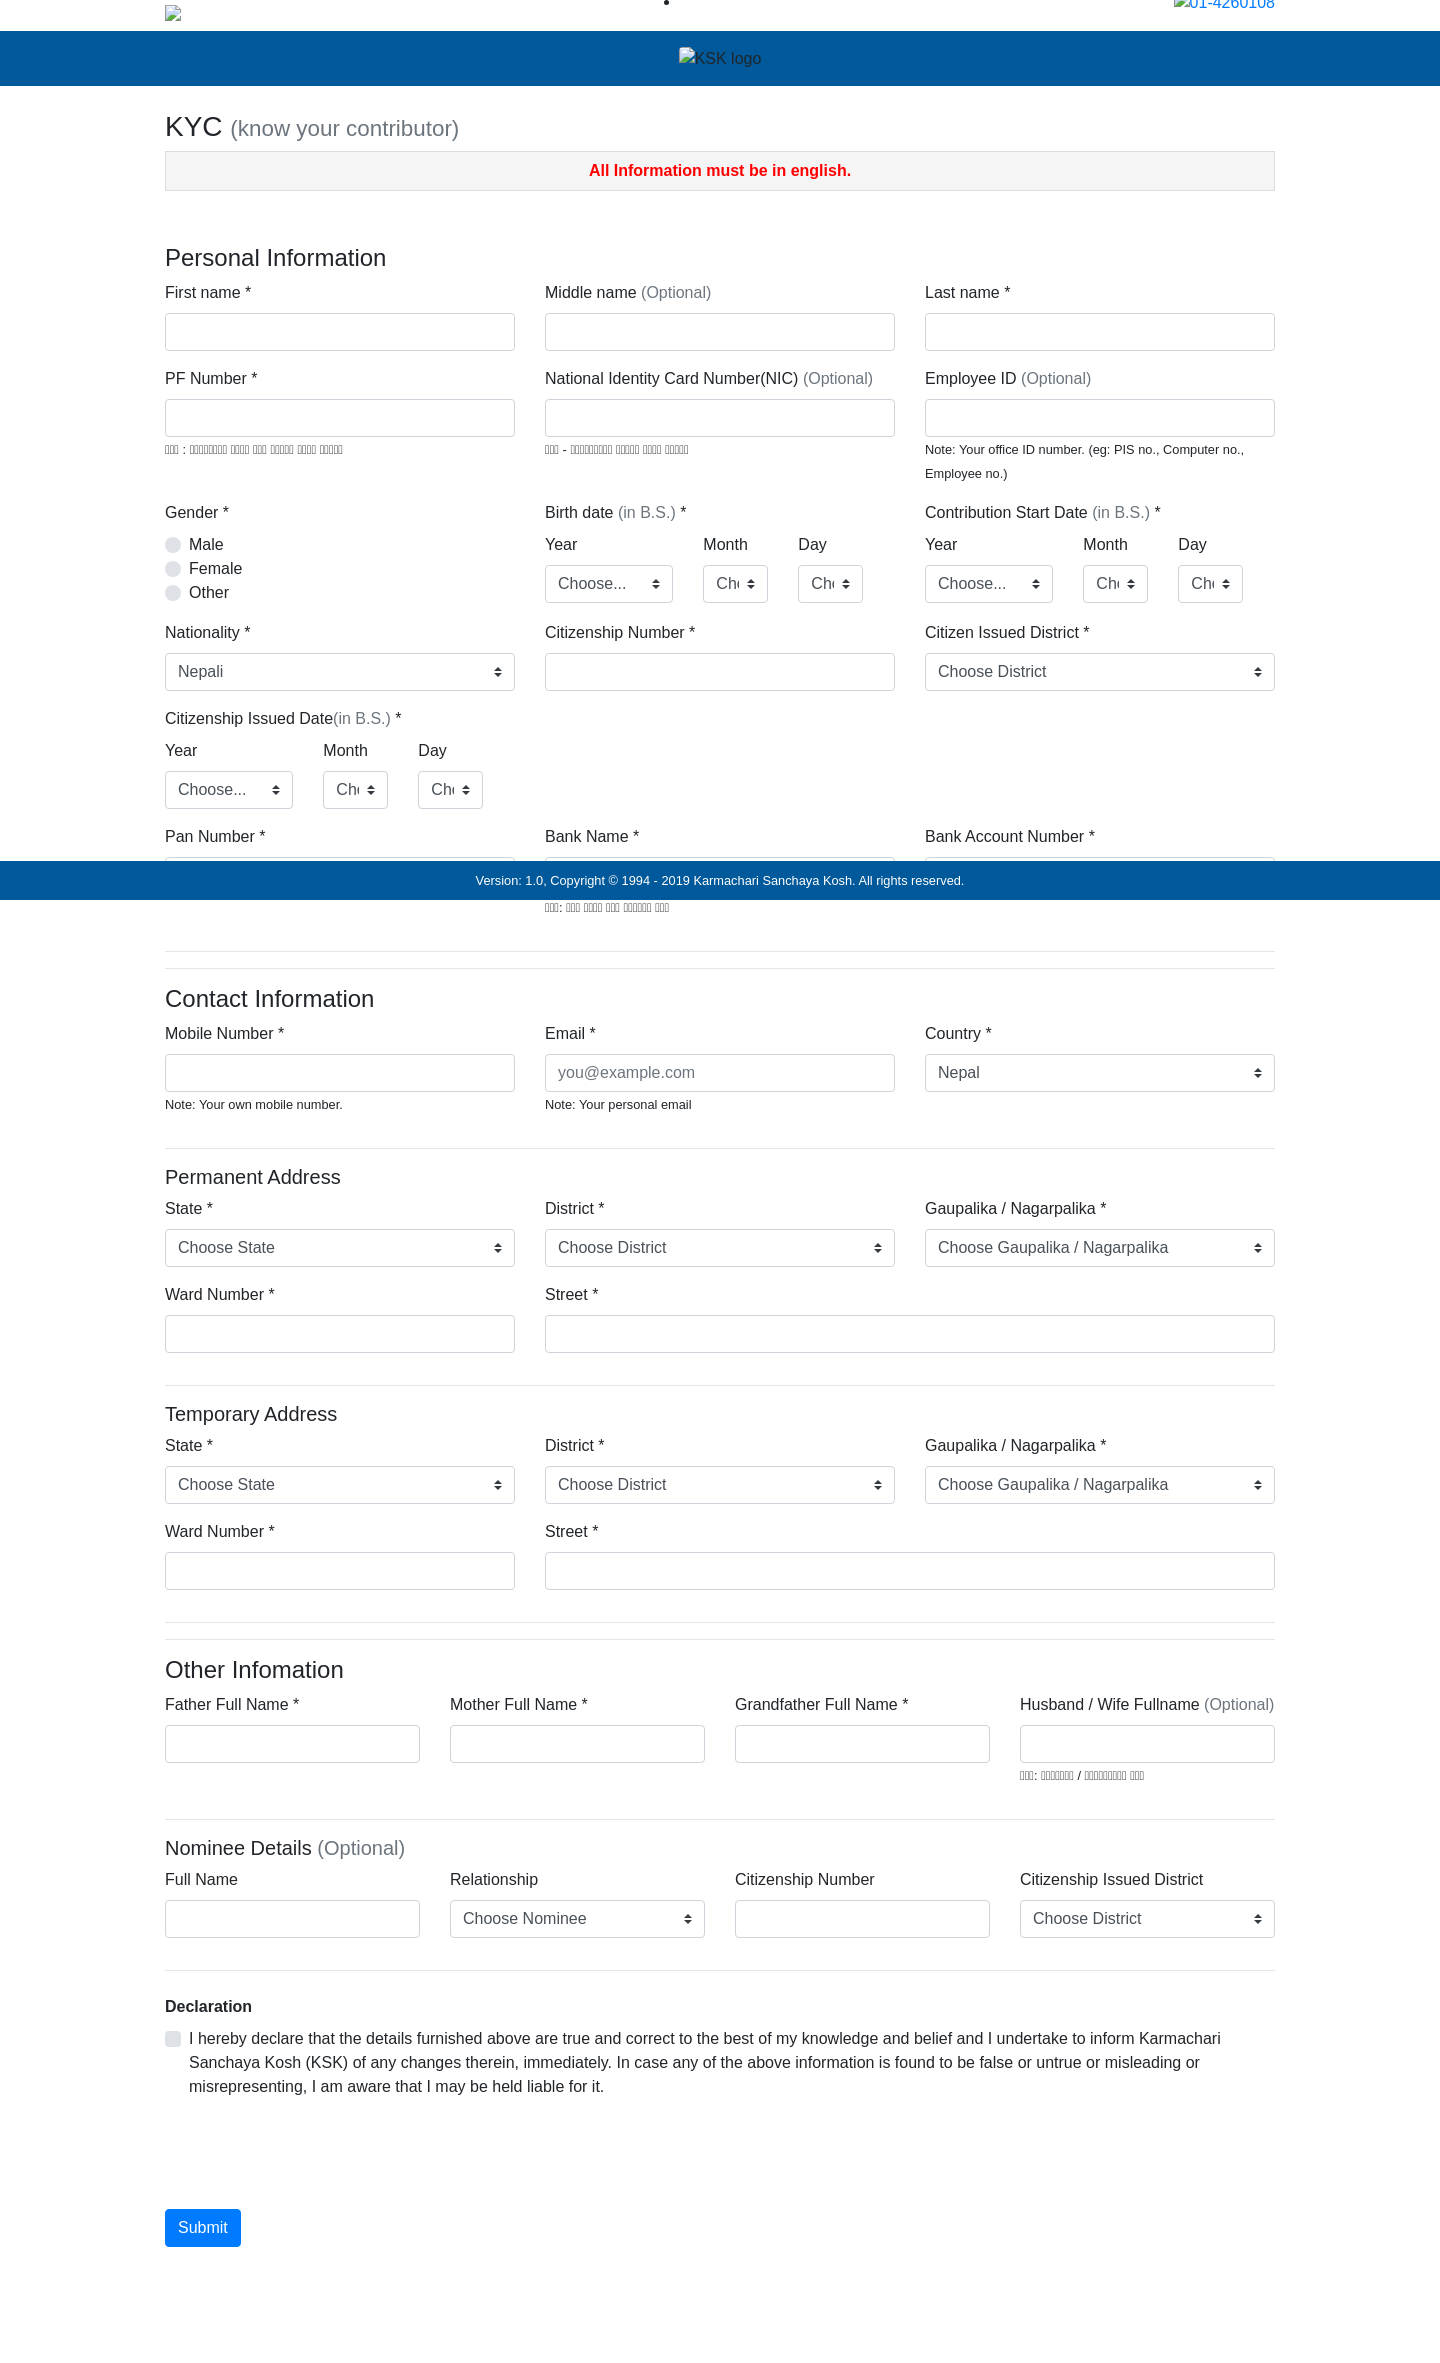 01-4260108
KSK logo
KYC (know your contributor)
All Information must be in english.
Personal Information
First name *
Middle name (Optional)
Last name *
PF Number *
National Identity Card Number(NIC) (Optional)
Employee ID (Optional)
Note: Your office ID number. (eg: PIS no., Computer no.,
Employee no.)
Gender *
Birth date (in B.S.) *
Contribution Start Date (in B.S.) *
Male
Female
Other
Year Month Day
Choose...
Year Month Day
Choose...
Nationality *
Citizenship Number *
Citizen Issued District *
Nepali
Choose District
Citizenship Issued Date(in B.S.) *
Year Month Day
Choose...
Pan Number *
Bank Name *
Bank Account Number *
Version: 1.0, Copyright © 1994 - 2019 Karmachari Sanchaya Kosh. All rights reserved.
Contact Information
Mobile Number *
Email *
Country *
you@example.com
Nepal
Note: Your own mobile number.
Note: Your personal email
Permanent Address
State *
District *
Gaupalika / Nagarpalika *
Choose State
Choose District
Choose Gaupalika / Nagarpalika
Ward Number *
Street *
Temporary Address
State *
District *
Gaupalika / Nagarpalika *
Choose State
Choose District
Choose Gaupalika / Nagarpalika
Ward Number *
Street *
Other Infomation
Father Full Name *
Mother Full Name *
Grandfather Full Name *
Husband / Wife Fullname (Optional)
Nominee Details (Optional)
Full Name
Relationship
Citizenship Number
Citizenship Issued District
Choose Nominee
Choose District
Declaration
I hereby declare that the details furnished above are true and correct to the best of my knowledge and belief and I undertake to inform Karmachari
Sanchaya Kosh (KSK) of any changes therein, immediately. In case any of the above information is found to be false or untrue or misleading or
misrepresenting, I am aware that I may be held liable for it.
Submit